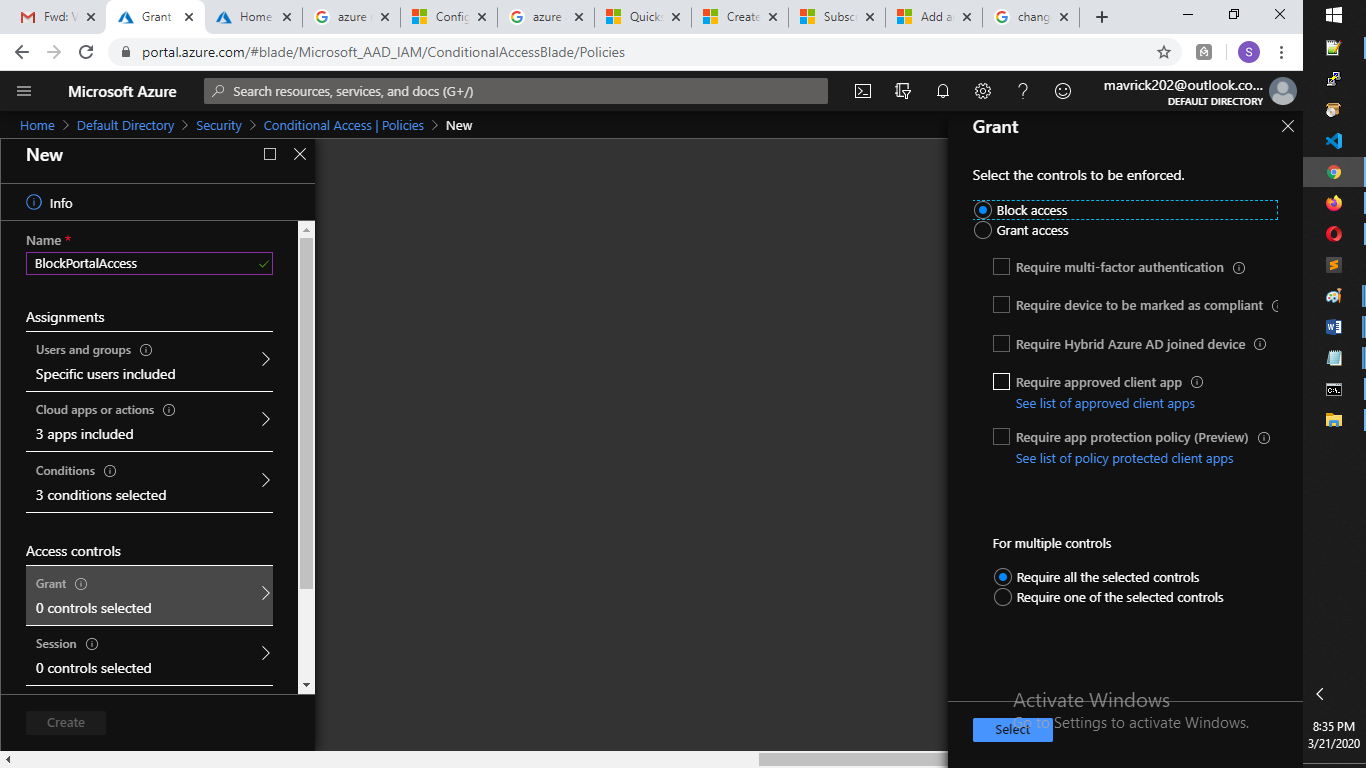 Fwd: V
Grant
Home
azure
Config
azure
Quicks
Create
Subsc
Add a
chang
portal.azure.com/#blade/Microsoft_AAD_IAM/ConditionalAccessBlade/Policies
S
Microsoft Azure
Search resources, services, and docs (G+/)
mavrick202@outlook.co...
DEFAULT DIRECTORY
Home > Default Directory > Security > Conditional Access | Policies > New
New
Info
Name *
BlockPortalAccess
Assignments
Users and groups
Specific users included
Cloud apps or actions
3 apps included
Conditions
3 conditions selected
Access controls
Grant
0 controls selected
Session
0 controls selected
Create
Grant
Select the controls to be enforced.
Block access
Grant access
Require multi-factor authentication
Require device to be marked as compliant
Require Hybrid Azure AD joined device
Require approved client app
See list of approved client apps
Require app protection policy (Preview)
See list of policy protected client apps
For multiple controls
Require all the selected controls
Require one of the selected controls
Activate Windows
Go to Settings to activate Windows.
Select
8:35 PM
3/21/2020